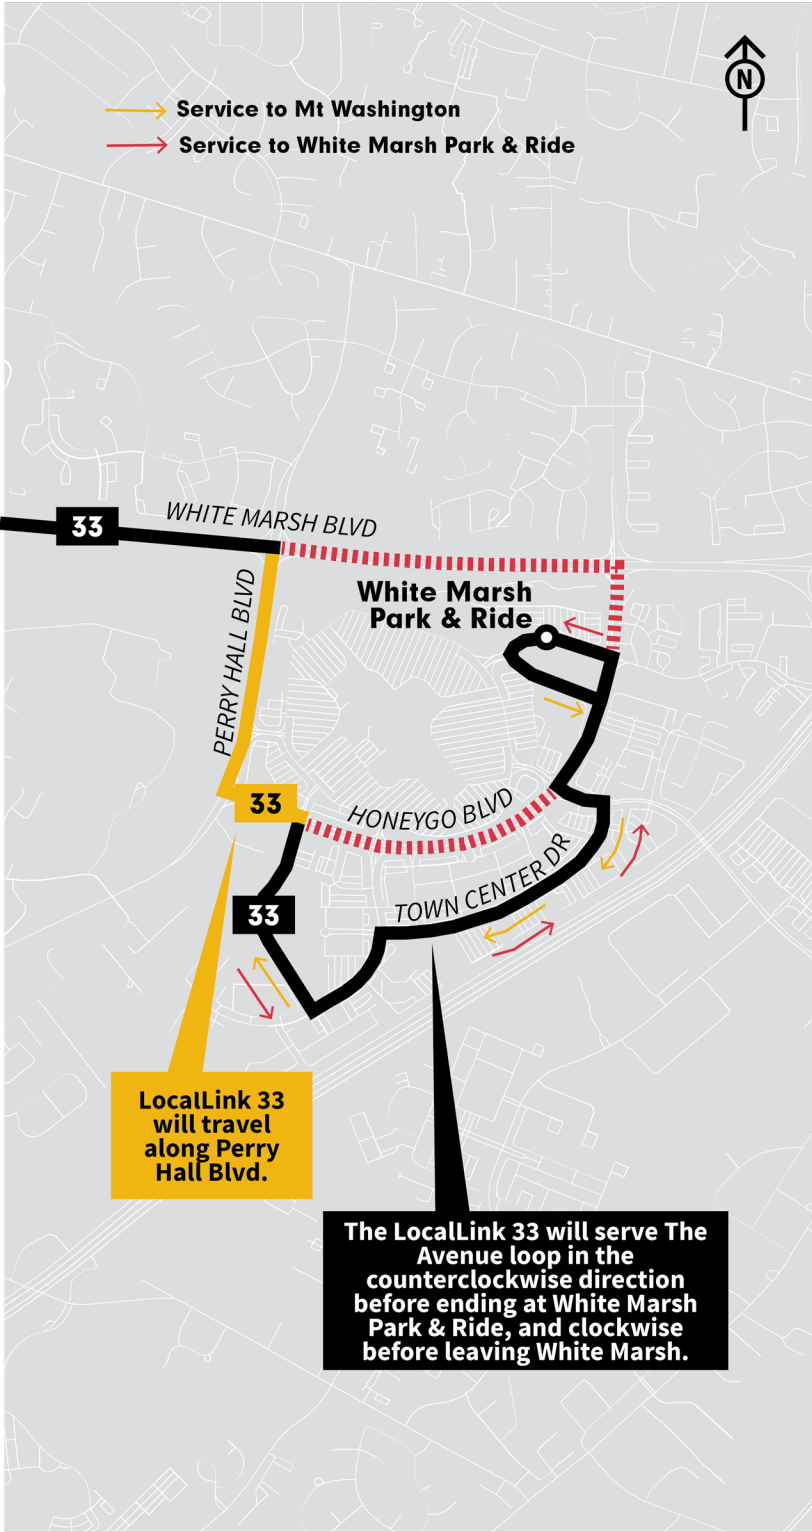 N
Service to Mt Washington
Service to White Marsh Park & Ride
33
WHITE MARSH BLVD
White Marsh
Park & Ride
PERRY HALL BLVD
33
HONEYGO BLVD
TOWN CENTER DR
33
LocalLink 33
will travel
along Perry
Hall Blvd.
The LocalLink 33 will serve The
Avenue loop in the
counterclockwise direction
before ending at White Marsh
Park & Ride, and clockwise
before leaving White Marsh.